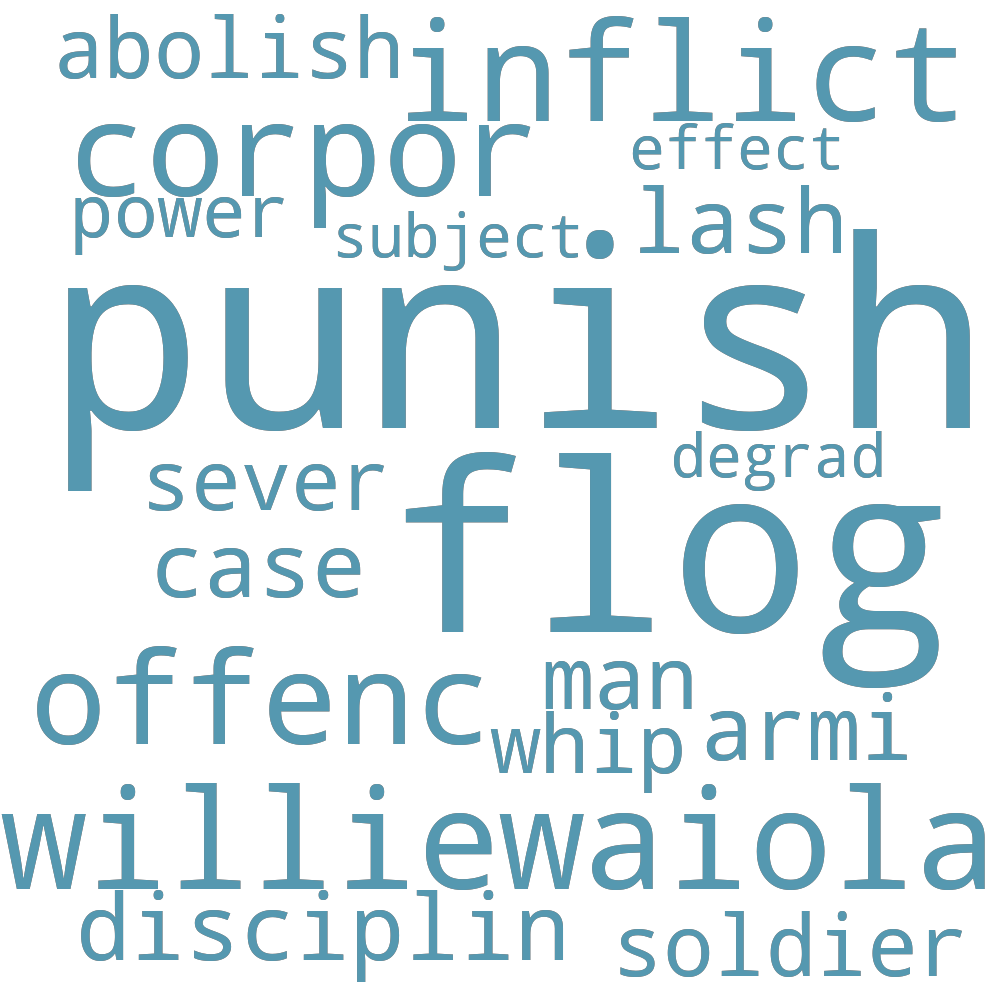 abolish inflict
corpor effect
power subject lash
punish
sever degrad
flog
case
offenc man
whip armi
williewaiola
disciplin soldier